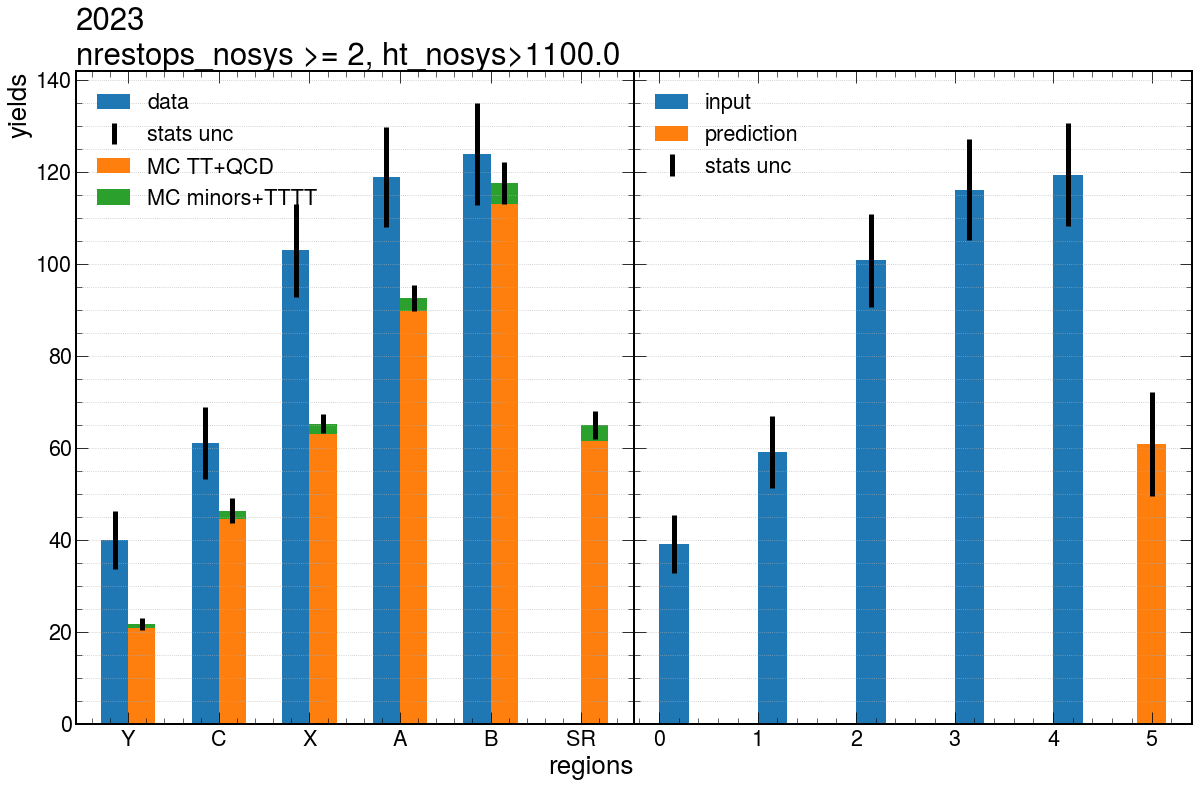 2023
nrestops_nosys >= 2, ht_nosys>1100.0
yields
140
120
100
80
60
40
20
0
data
stats unc
MC TT+QCD
MC minors+TTTT
input
prediction
stats unc
Y C X A B SR
0 1 2 3 4 5
regions